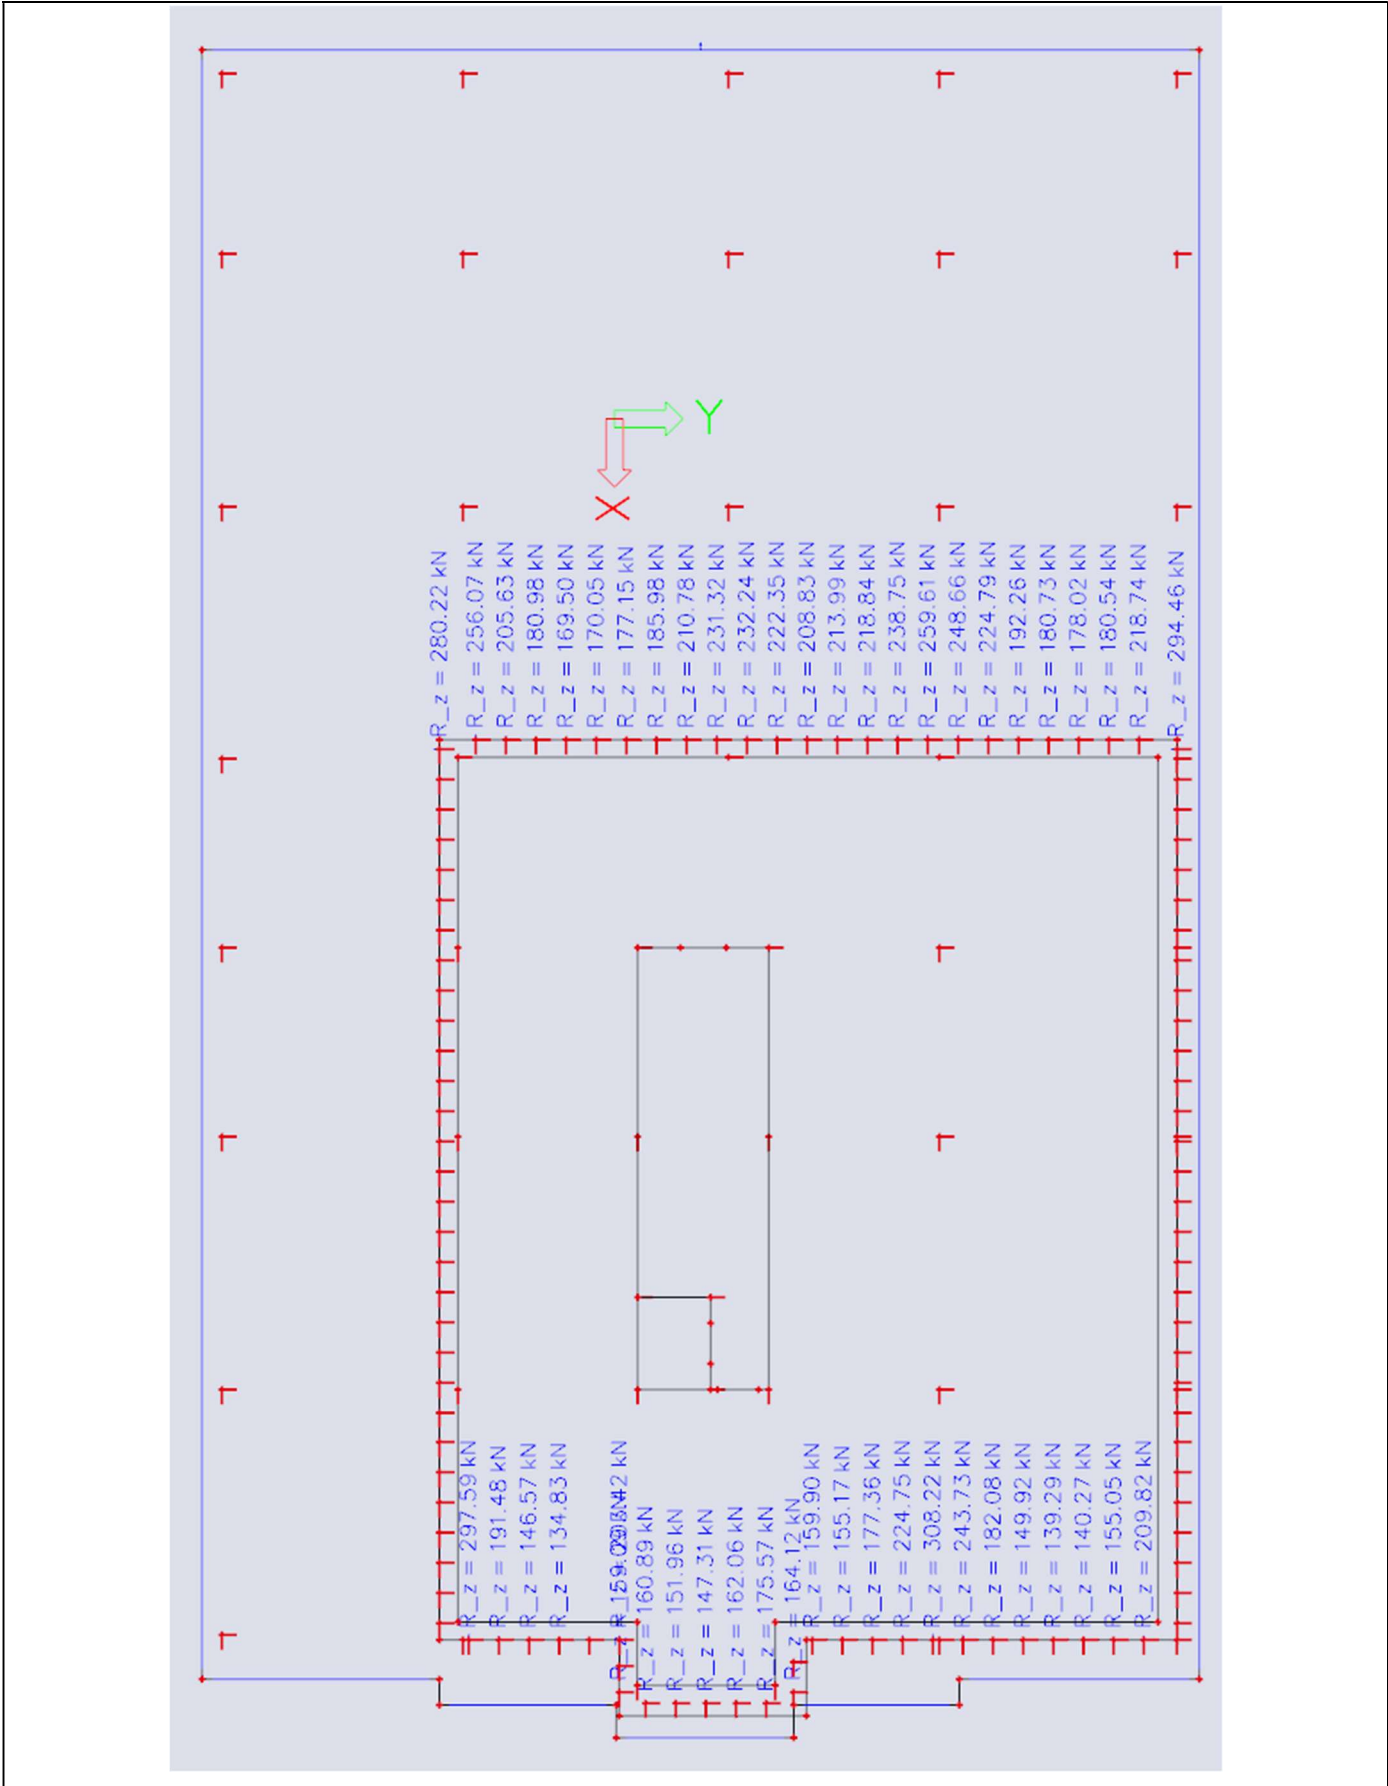 Y
X
R_z = 280.22 kN
R_z = 256.07 kN
R_z = 205.63 kN
R_z = 180.98 kN
R_z = 169.50 kN
R_z = 170.05 kN
R_z = 177.15 kN
R_z = 185.98 kN
R_z = 210.78 kN
R_z = 231.32 kN
R_z = 232.24 kN
R_z = 222.35 kN
R_z = 208.83 kN
R_z = 213.99 kN
R_z = 218.84 kN
R_z = 238.75 kN
R_z = 259.61 kN
R_z = 248.66 kN
R_z = 224.79 kN
R_z = 192.26 kN
R_z = 180.73 kN
R_z = 178.02 kN
R_z = 180.54 kN
R_z = 218.74 kN
R_z = 294.46 kN
R_z = 297.59 kN
R_z = 191.48 kN
R_z = 146.57 kN
R_z = 134.83 kN
R_z = 160.89 kN
R_z = 151.96 kN
R_z = 147.31 kN
R_z = 162.06 kN
R_z = 175.57 kN
R_z = 164.12 kN
R_z = 159.90 kN
R_z = 155.17 kN
R_z = 177.36 kN
R_z = 224.75 kN
R_z = 308.22 kN
R_z = 243.73 kN
R_z = 182.08 kN
R_z = 149.92 kN
R_z = 139.29 kN
R_z = 140.27 kN
R_z = 155.05 kN
R_z = 209.82 kN